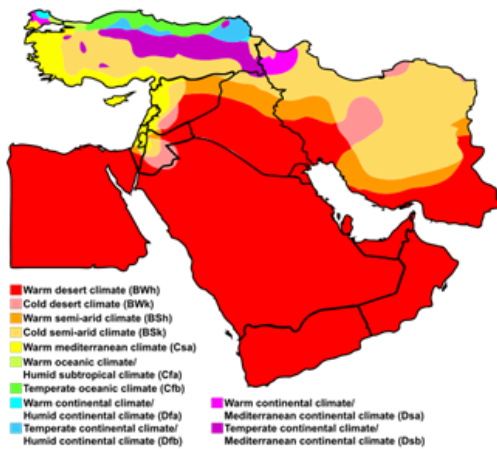 Warm desert climate (BWh)
Cold desert climate (BWk)
Warm semi-arid climate (BSh)
Cold semi-arid climate (BSk)
Warm mediterranean climate (Csa)
Warm oceanic climate/
Humid subtropical climate (Cfa)
Temperate oceanic climate (Cfb)
Warm continental climate/
Humid continental climate (Dfa)
Temperate continental climate/
Humid continental climate (Dfb)
Warm continental climate/
Mediterranean continental climate (Dsa)
Temperate continental climate/
Mediterranean continental climate (Dsb)